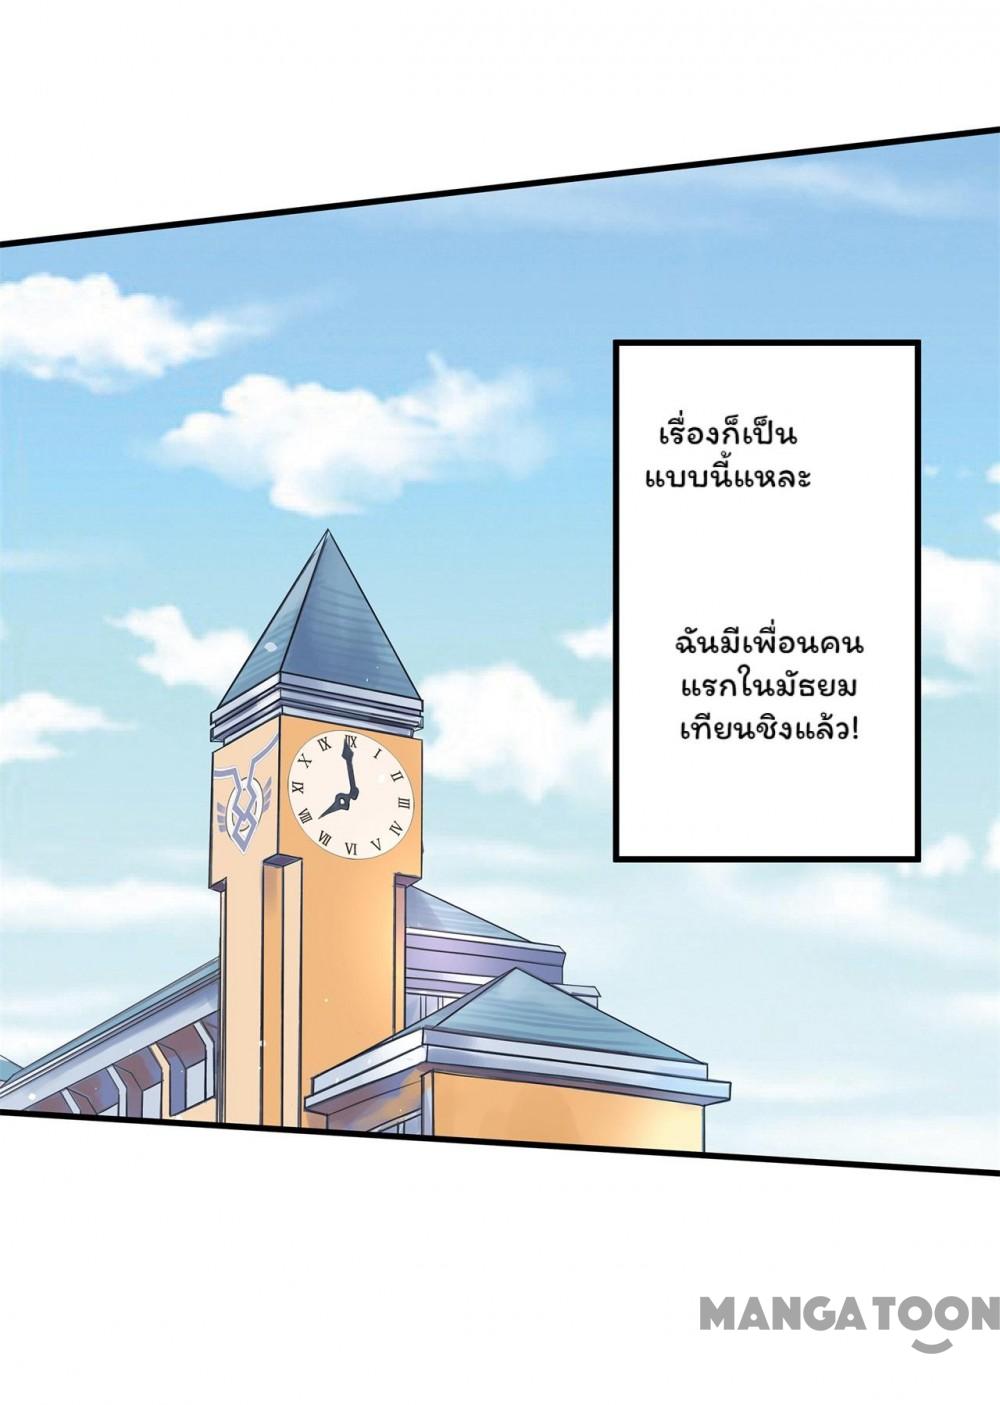 เรื่องก็เป็น
แบบนี้แหละ
ฉันมีเพื่อนคน
แรกในมัธยม
เทียนชิงแล้ว!
MANGATOON